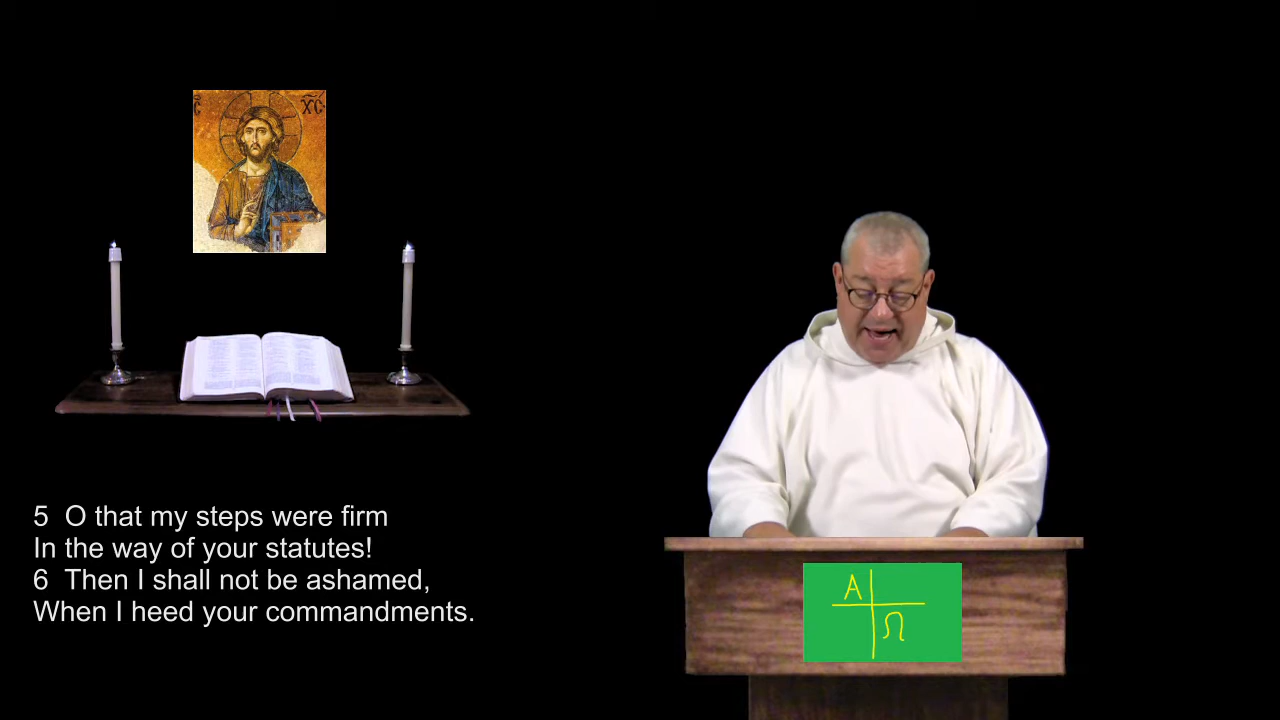 C XC
5 O that my steps were firm
In the way of your statutes!
6 Then I shall not be ashamed,
When I heed your commandments.
Α
Ω